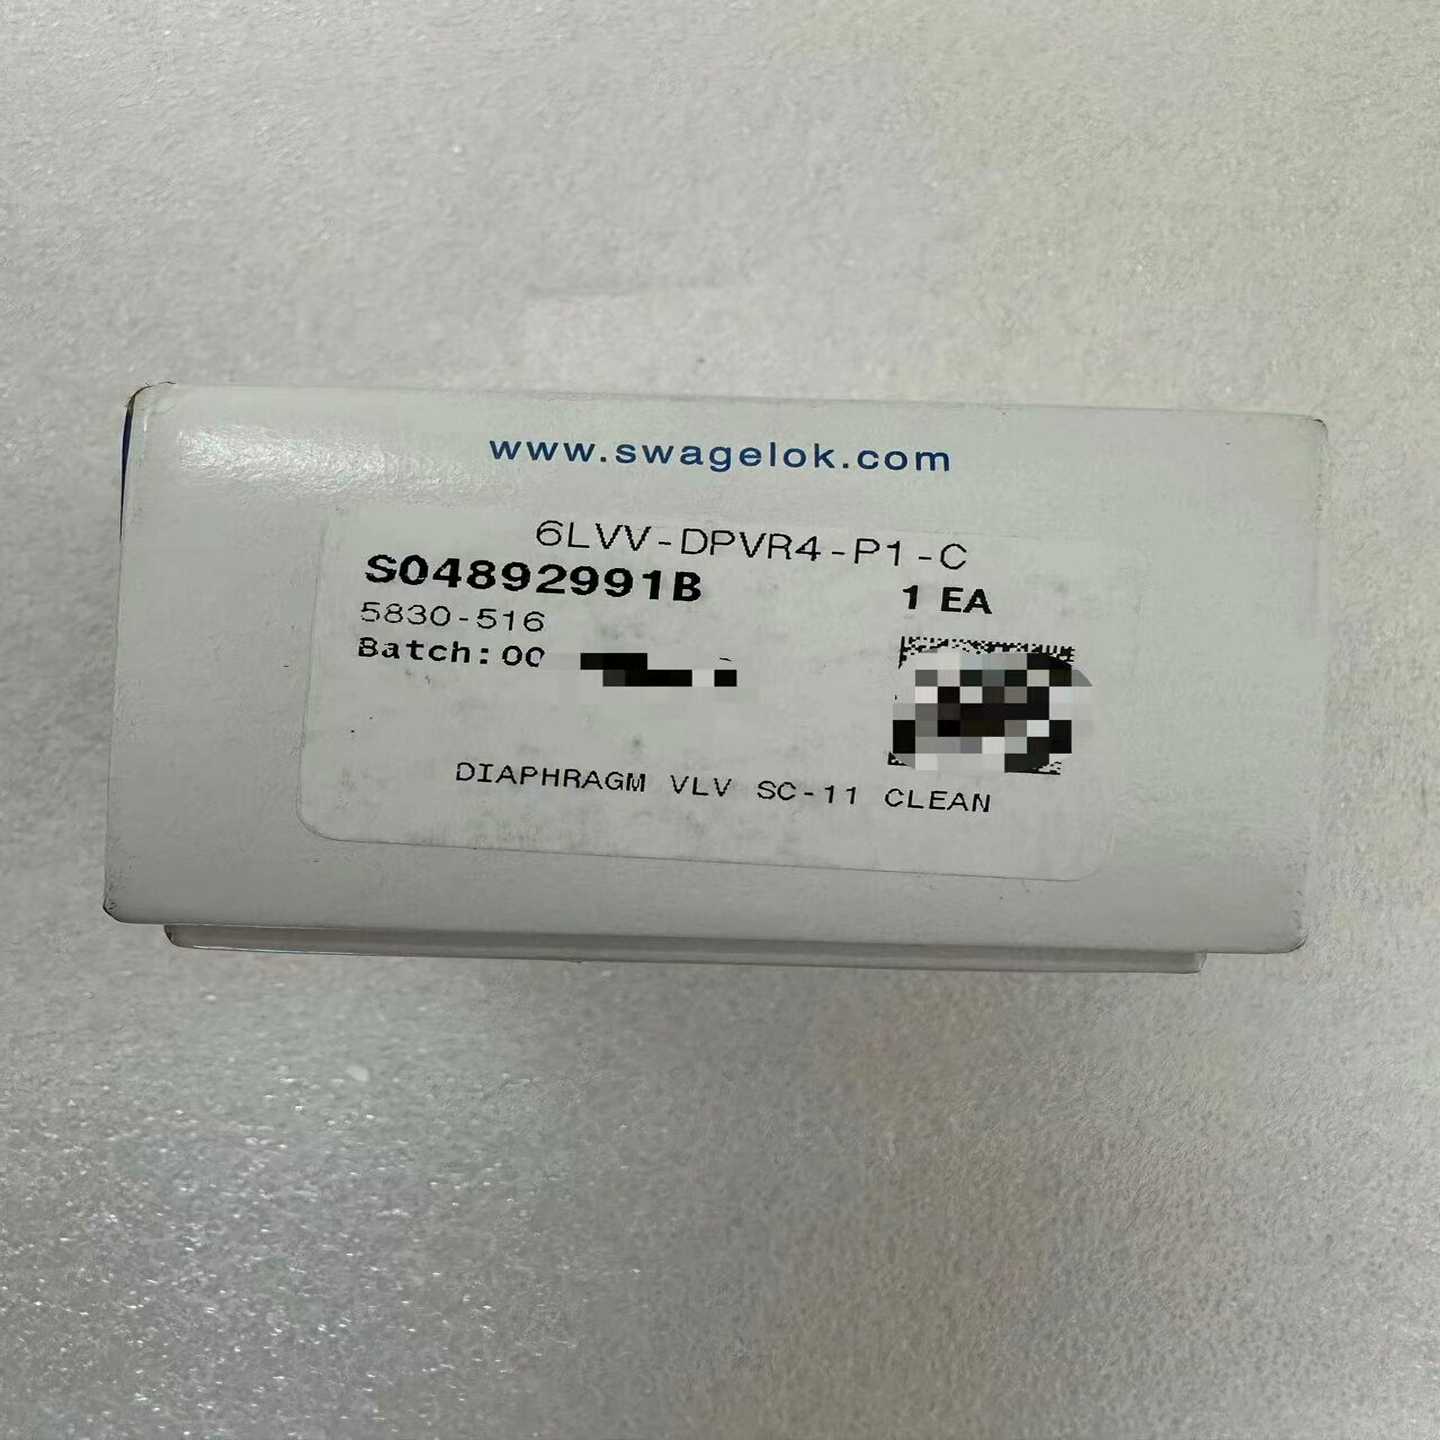 www.swagelok.com
6LVV-DPVR4-P1-C
S04892991B 1 EA
5830-516
Batch: 00
DIAPHRAGM VLV SC-11 CLEAN